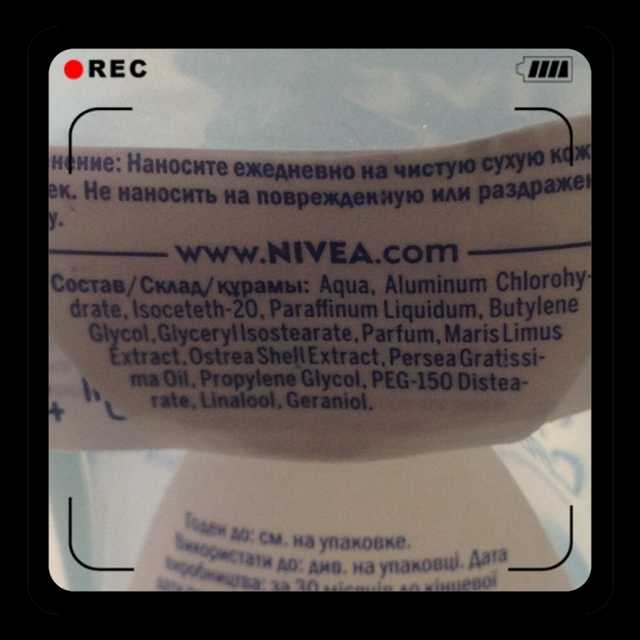 REC
нение: Наносите ежедневно на чистую сухую кож
ек. Не наносить на поврежденную или раздражен
у.
www.NIVEA.com
Состав/Склад/құрамы: Aqua, Aluminum Chlorohy-
drate, Isoceteth-20, Paraffinum Liquidum, Butylene
Glycol, Glyceryl Isostearate, Parfum, Maris Limus
Extract, Ostrea Shell Extract, Persea Gratissi-
ma Oil, Propylene Glycol, PEG-150 Distea-
rate, Linalool, Geraniol.
Годен до: см. на упаковке.
Використати до: див. на упаковці. Дата
виробництва: за 30 місяців до кінцевої